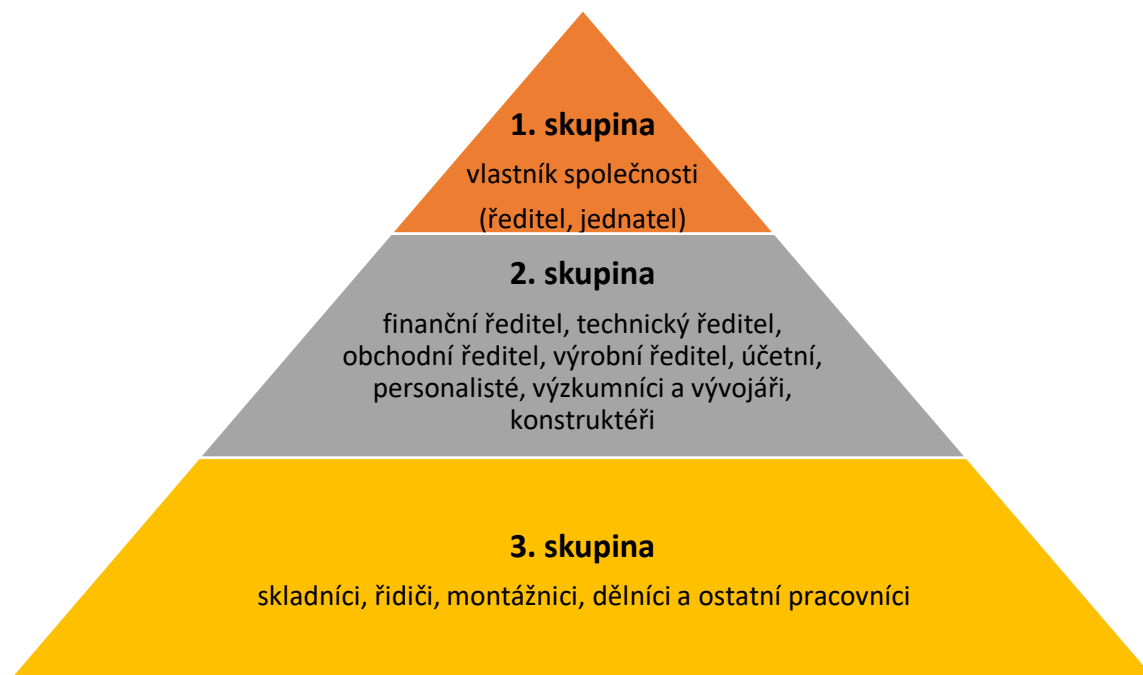 1. skupina
vlastník společnosti
(ředitel, jednatel)
2. skupina
finanční ředitel, technický ředitel,
obchodní ředitel, výrobní ředitel, účetní,
personalisté, výzkumníci a vývojáři,
konstruktéři
3. skupina
skladníci, řidiči, montážnici, dělníci a ostatní pracovníci